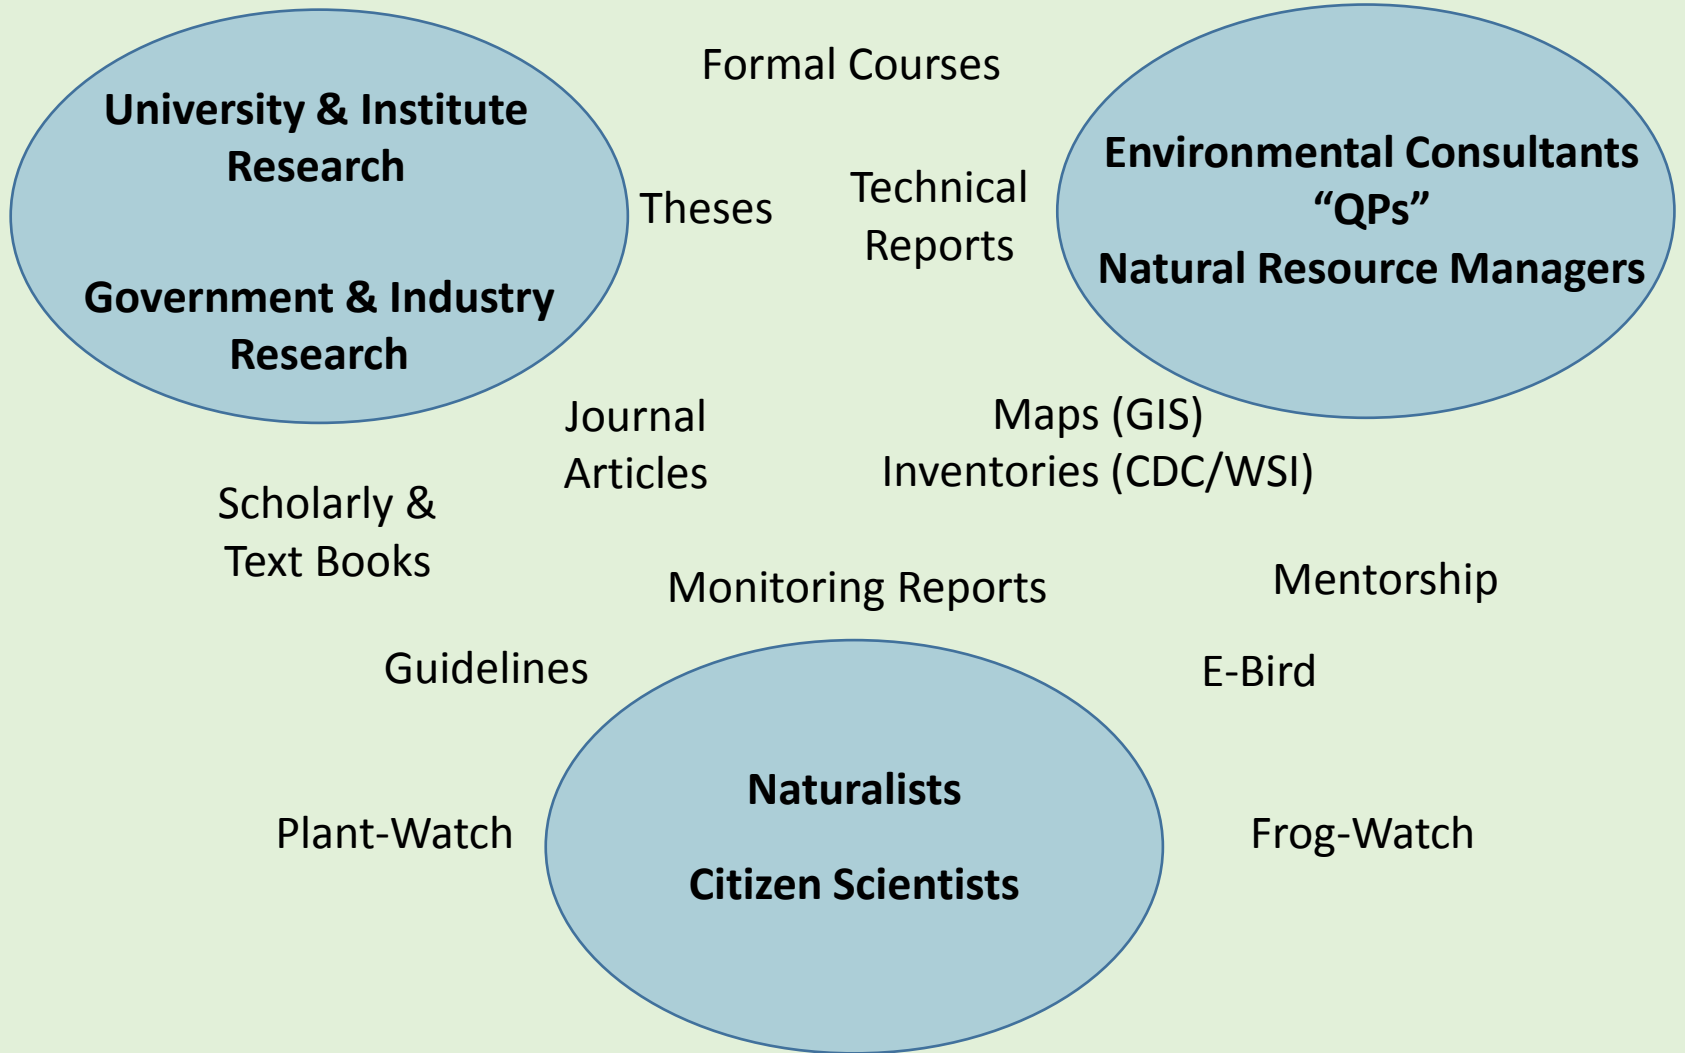 Formal Courses
University & Institute
Research
Government & Industry
Research
Theses
Technical
Reports
Environmental Consultants
“QPs”
Natural Resource Managers
Journal
Articles
Maps (GIS)
Inventories (CDC/WSI)
Scholarly &
Text Books
Monitoring Reports
Mentorship
Guidelines
E-Bird
Naturalists
Citizen Scientists
Plant-Watch
Frog-Watch